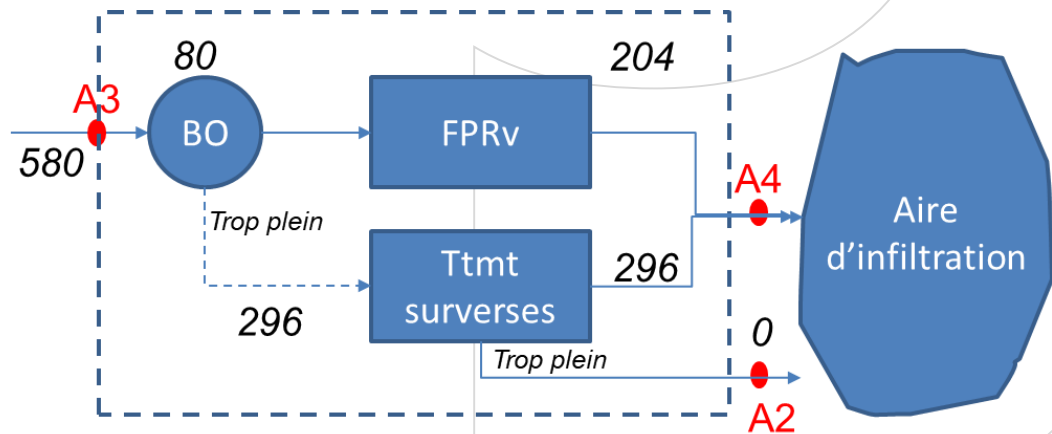 80
204
A3
BO
FPRv
580
A4
Trop plein
Aire
d'infiltration
Ttmt
surverses
296
296
0
Trop plein
A2